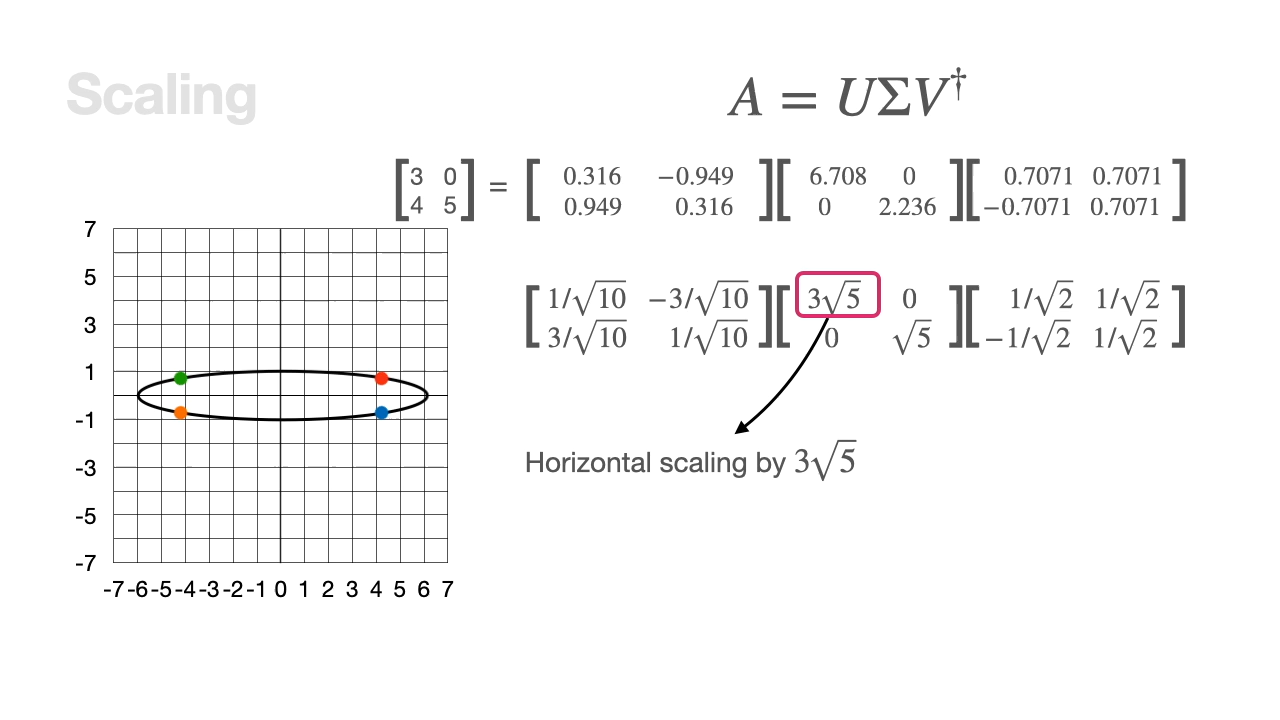 Scaling
A = UΣV†
[3 0] = [0.316 −0.949][6.708 0][0.7071 0.7071]
[4 5] [0.949 0.316][0 2.236][−0.7071 0.7071]
[1/√10 −3/√10][3√5 0][1/√2 1/√2]
[3/√10 1/√10][0 √5][−1/√2 1/√2]
Horizontal scaling by 3√5
7
5
3
1
-1
-3
-5
-7
-7 -6 -5 -4 -3 -2 -1 0 1 2 3 4 5 6 7